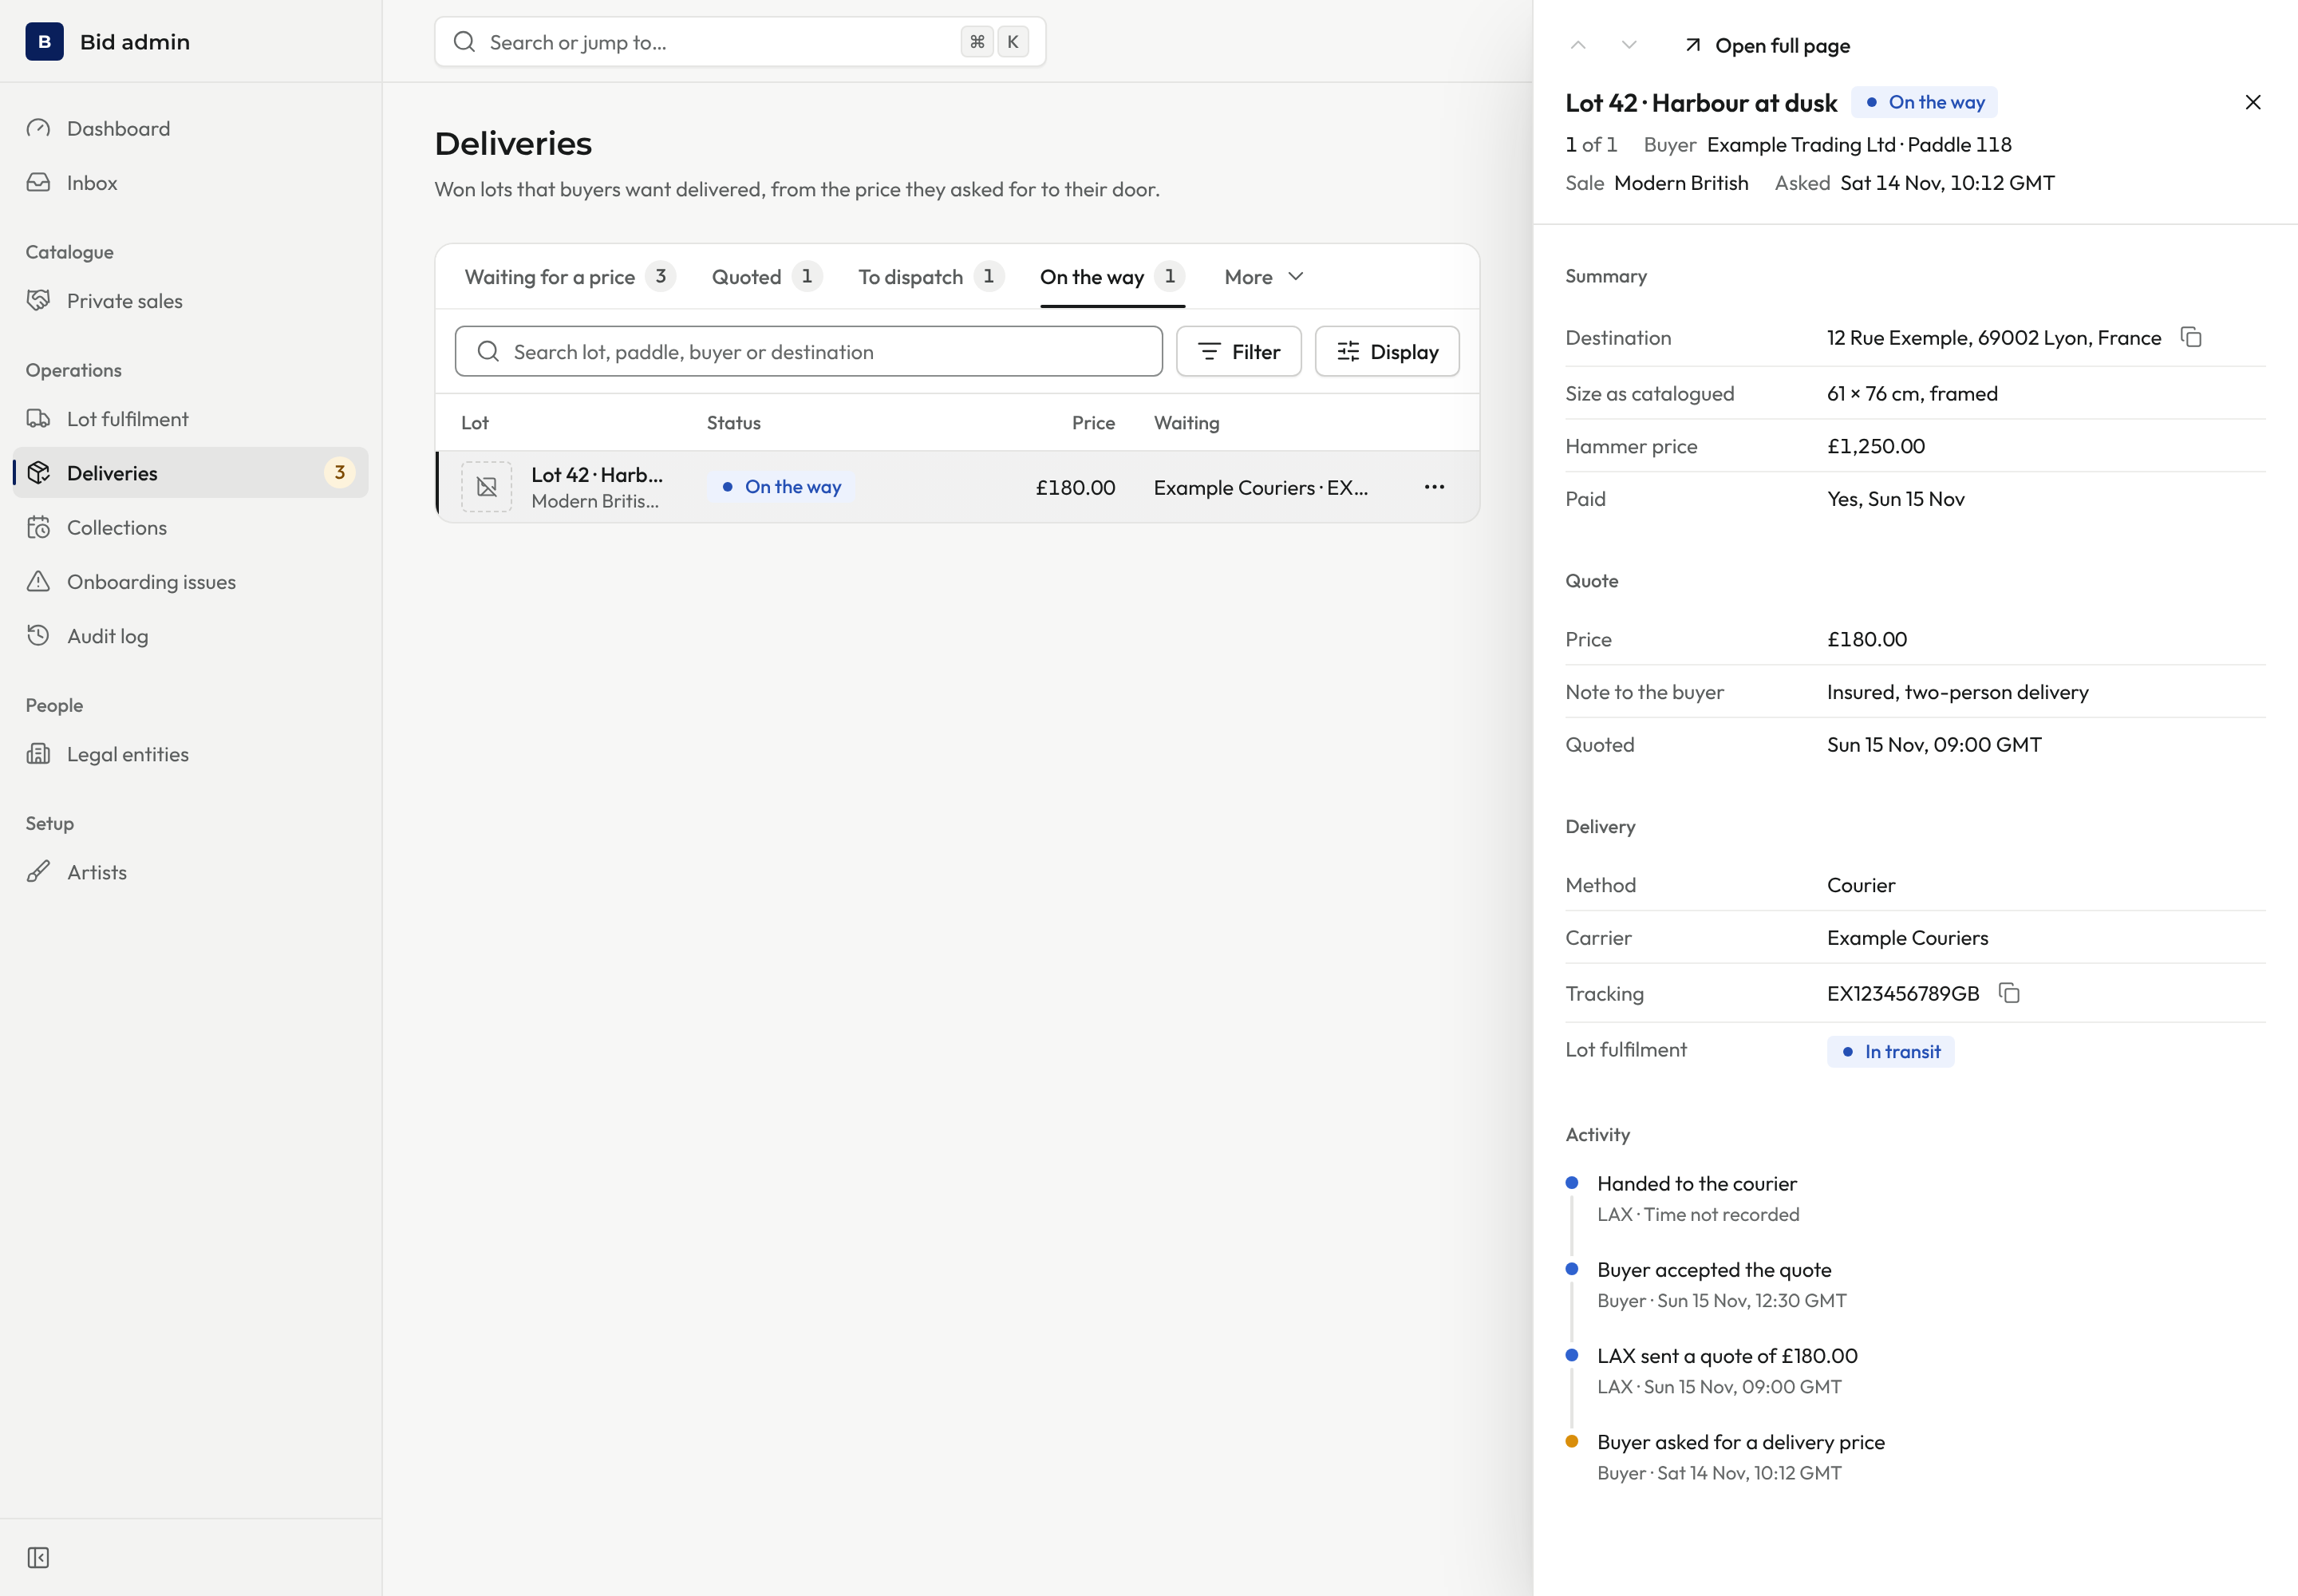 B Bid admin
Dashboard
Inbox
Catalogue
Private sales
Operations
Lot fulfilment
Deliveries 3
Collections
Onboarding issues
Audit log
People
Legal entities
Setup
Artists
Search or jump to... ⌘ K
Deliveries
Won lots that buyers want delivered, from the price they asked for to their door.
Waiting for a price 3 Quoted 1 To dispatch 1 On the way 1 More
Search lot, paddle, buyer or destination Filter Display
Lot Status Price Waiting
Lot 42 · Harb... On the way £180.00 Example Couriers · EX...
Modern Britis...
Open full page
Lot 42 · Harbour at dusk On the way
1 of 1 Buyer Example Trading Ltd · Paddle 118
Sale Modern British Asked Sat 14 Nov, 10:12 GMT
Summary
Destination 12 Rue Exemple, 69002 Lyon, France
Size as catalogued 61 × 76 cm, framed
Hammer price £1,250.00
Paid Yes, Sun 15 Nov
Quote
Price £180.00
Note to the buyer Insured, two-person delivery
Quoted Sun 15 Nov, 09:00 GMT
Delivery
Method Courier
Carrier Example Couriers
Tracking EX123456789GB
Lot fulfilment In transit
Activity
Handed to the courier
LAX · Time not recorded
Buyer accepted the quote
Buyer · Sun 15 Nov, 12:30 GMT
LAX sent a quote of £180.00
LAX · Sun 15 Nov, 09:00 GMT
Buyer asked for a delivery price
Buyer · Sat 14 Nov, 10:12 GMT